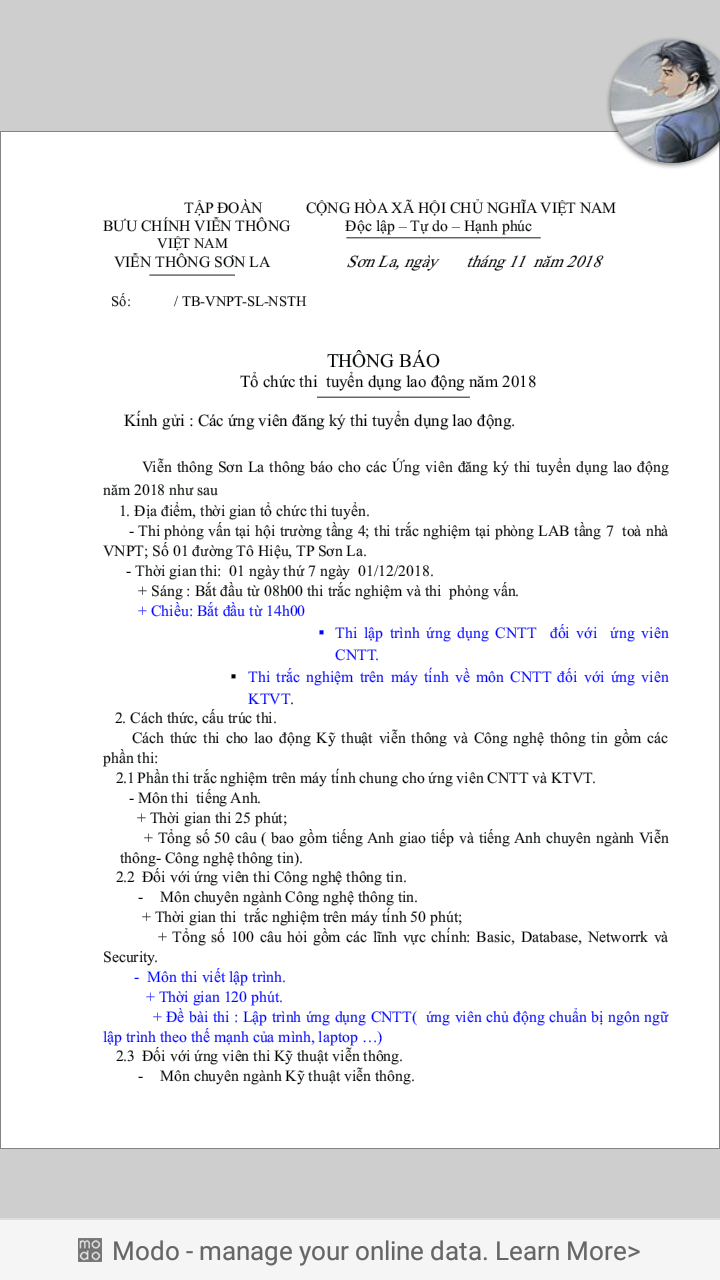 TẬP ĐOÀN
BƯU CHÍNH VIỄN THÔNG
VIỆT NAM
VIỄN THÔNG SƠN LA
CỘNG HÒA XÃ HỘI CHỦ NGHĨA VIỆT NAM
Độc lập – Tự do – Hạnh phúc
Sơn La, ngày tháng 11 năm 2018
Số: / TB-VNPT-SL-NSTH
THÔNG BÁO
Tổ chức thi tuyển dụng lao động năm 2018
Kính gửi : Các ứng viên đăng ký thi tuyển dụng lao động.
Viễn thông Sơn La thông báo cho các Ứng viên đăng ký thi tuyển dụng lao động
năm 2018 như sau
1. Địa điểm, thời gian tổ chức thi tuyển.
- Thi phỏng vấn tại hội trường tầng 4; thi trắc nghiệm tại phòng LAB tầng 7 toà nhà
VNPT; Số 01 đường Tô Hiệu, TP Sơn La.
- Thời gian thi: 01 ngày thứ 7 ngày 01/12/2018.
+ Sáng : Bắt đầu từ 08h00 thi trắc nghiệm và thi phỏng vấn.
+ Chiều: Bắt đầu từ 14h00
▪ Thi lập trình ứng dụng CNTT đối với ứng viên
CNTT.
▪ Thi trắc nghiệm trên máy tính về môn CNTT đối với ứng viên
KTVT.
2. Cách thức, cấu trúc thi.
Cách thức thi cho lao động Kỹ thuật viễn thông và Công nghệ thông tin gồm các
phần thi:
2.1 Phần thi trắc nghiệm trên máy tính chung cho ứng viên CNTT và KTVT.
- Môn thi tiếng Anh.
+ Thời gian thi 25 phút;
+ Tổng số 50 câu ( bao gồm tiếng Anh giao tiếp và tiếng Anh chuyên ngành Viễn
thông- Công nghệ thông tin).
2.2 Đối với ứng viên thi Công nghệ thông tin.
- Môn chuyên ngành Công nghệ thông tin.
+ Thời gian thi trắc nghiệm trên máy tính 50 phút;
+ Tổng số 100 câu hỏi gồm các lĩnh vực chính: Basic, Database, Networrk và
Security.
- Môn thi viết lập trình.
+ Thời gian 120 phút.
+ Đề bài thi : Lập trình ứng dụng CNTT( ứng viên chủ động chuẩn bị ngôn ngữ
lập trình theo thế mạnh của mình, laptop …)
2.3 Đối với ứng viên thi Kỹ thuật viễn thông.
- Môn chuyên ngành Kỹ thuật viễn thông.
modo Modo - manage your online data. Learn More>